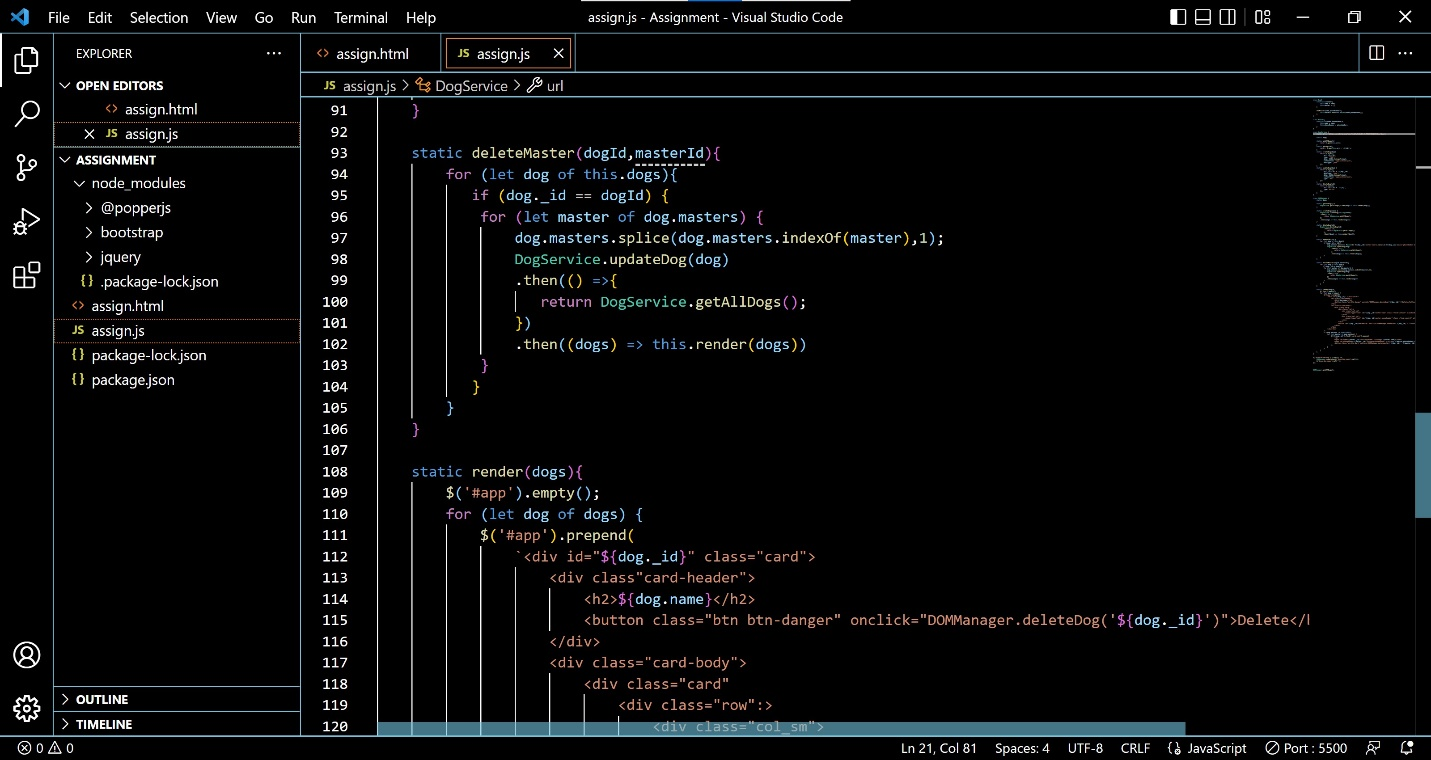 File Edit Selection View Go Run Terminal Help assign.js - Assignment - Visual Studio Code
EXPLORER
OPEN EDITORS
<> assign.html
JS assign.js
ASSIGNMENT
node_modules
@popperjs
bootstrap
jquery
{} .package-lock.json
<> assign.html
JS assign.js
{} package-lock.json
{} package.json
OUTLINE
TIMELINE
<> assign.html JS assign.js
JS assign.js > DogService > url
91 }
92
93 static deleteMaster(dogId,masterId){
94 for (let dog of this.dogs){
95 if (dog._id == dogId) {
96 for (let master of dog.masters) {
97 dog.masters.splice(dog.masters.indexOf(master),1);
98 DogService.updateDog(dog)
99 .then(() =>{
100 return DogService.getAllDogs();
101 })
102 .then((dogs) => this.render(dogs))
103 }
104 }
105 }
106 }
107
108 static render(dogs){
109 $('#app').empty();
110 for (let dog of dogs) {
111 $('#app').prepend(
112 `<div id="${dog._id}" class="card">
113 <div class"card-header">
114 <h2>${dog.name}</h2>
115 <button class="btn btn-danger" onclick="DOMManager.deleteDog('${dog._id}')">Delete</
116 </div>
117 <div class="card-body">
118 <div class="card"
119 <div class="row":>
120 <div class="col_sm">
0 0 Ln 21, Col 81 Spaces: 4 UTF-8 CRLF {} JavaScript Port : 5500